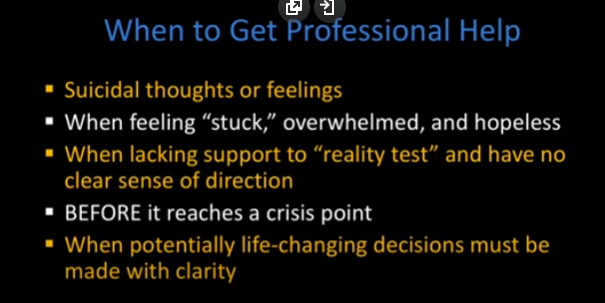 When to Get Professional Help
▪ Suicidal thoughts or feelings
▪ When feeling “stuck,” overwhelmed, and hopeless
▪ When lacking support to “reality test” and have no
clear sense of direction
▪ BEFORE it reaches a crisis point
▪ When potentially life-changing decisions must be
made with clarity